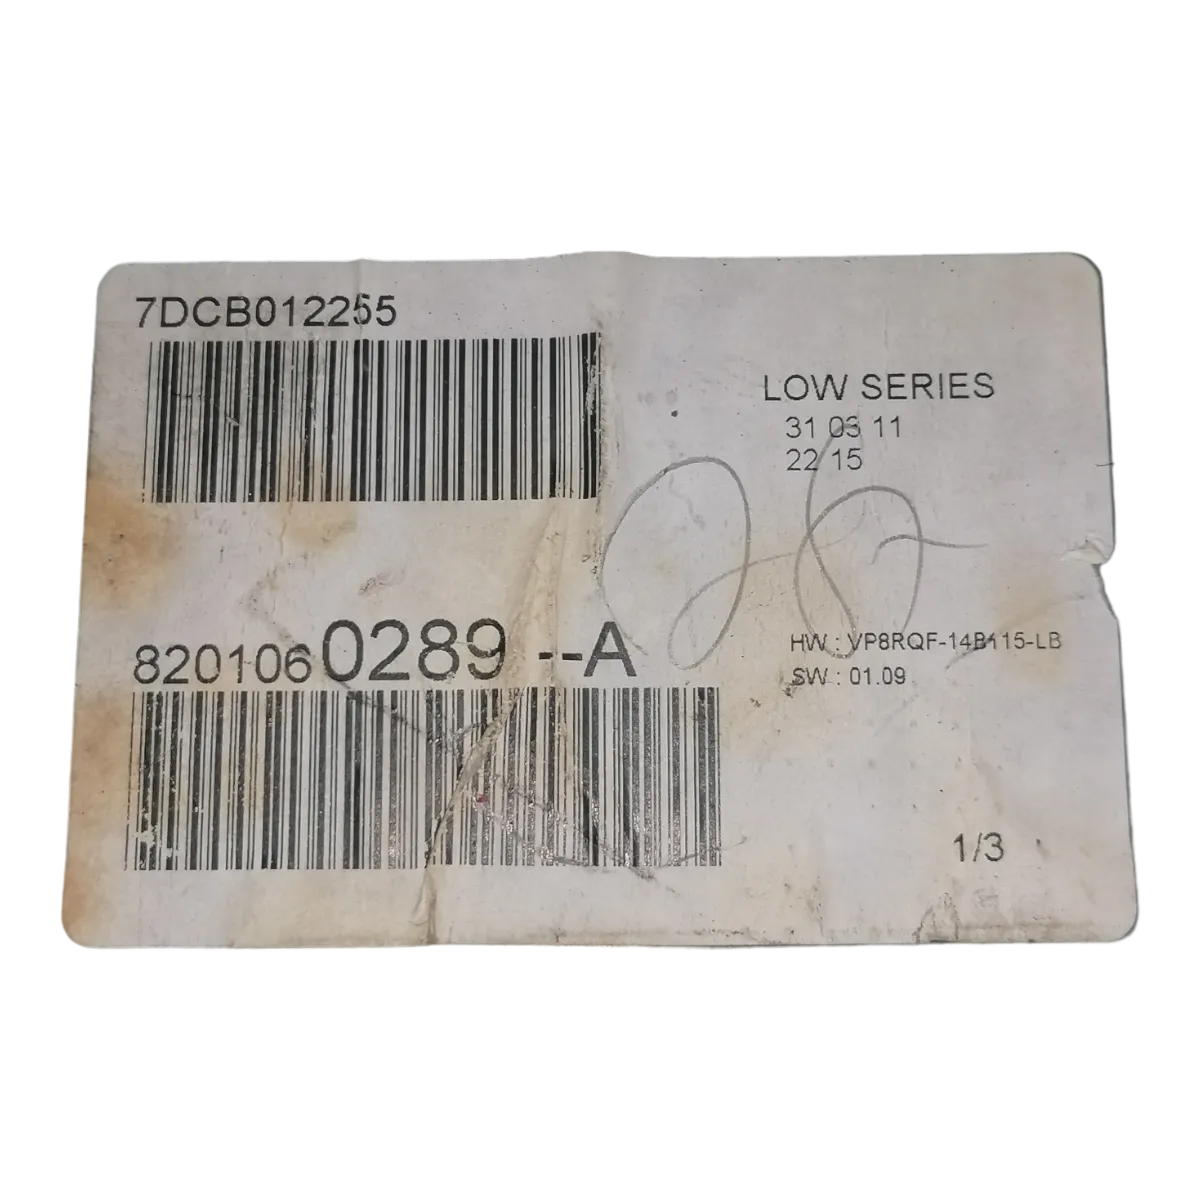 7DCB012255
LOW SERIES
31 03 11
22 15
8201060289 --A
HW : VP8RQF-14B115-LB
SW : 01.09
1/3